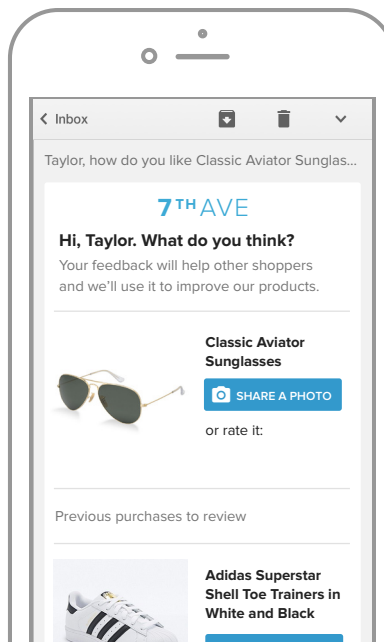 Inbox
Taylor, how do you like Classic Aviator Sunglas...
7TH AVE
Hi, Taylor. What do you think?
Your feedback will help other shoppers
and we'll use it to improve our products.
Classic Aviator
Sunglasses
SHARE A PHOTO
or rate it:
Previous purchases to review
Adidas Superstar
Shell Toe Trainers in
White and Black